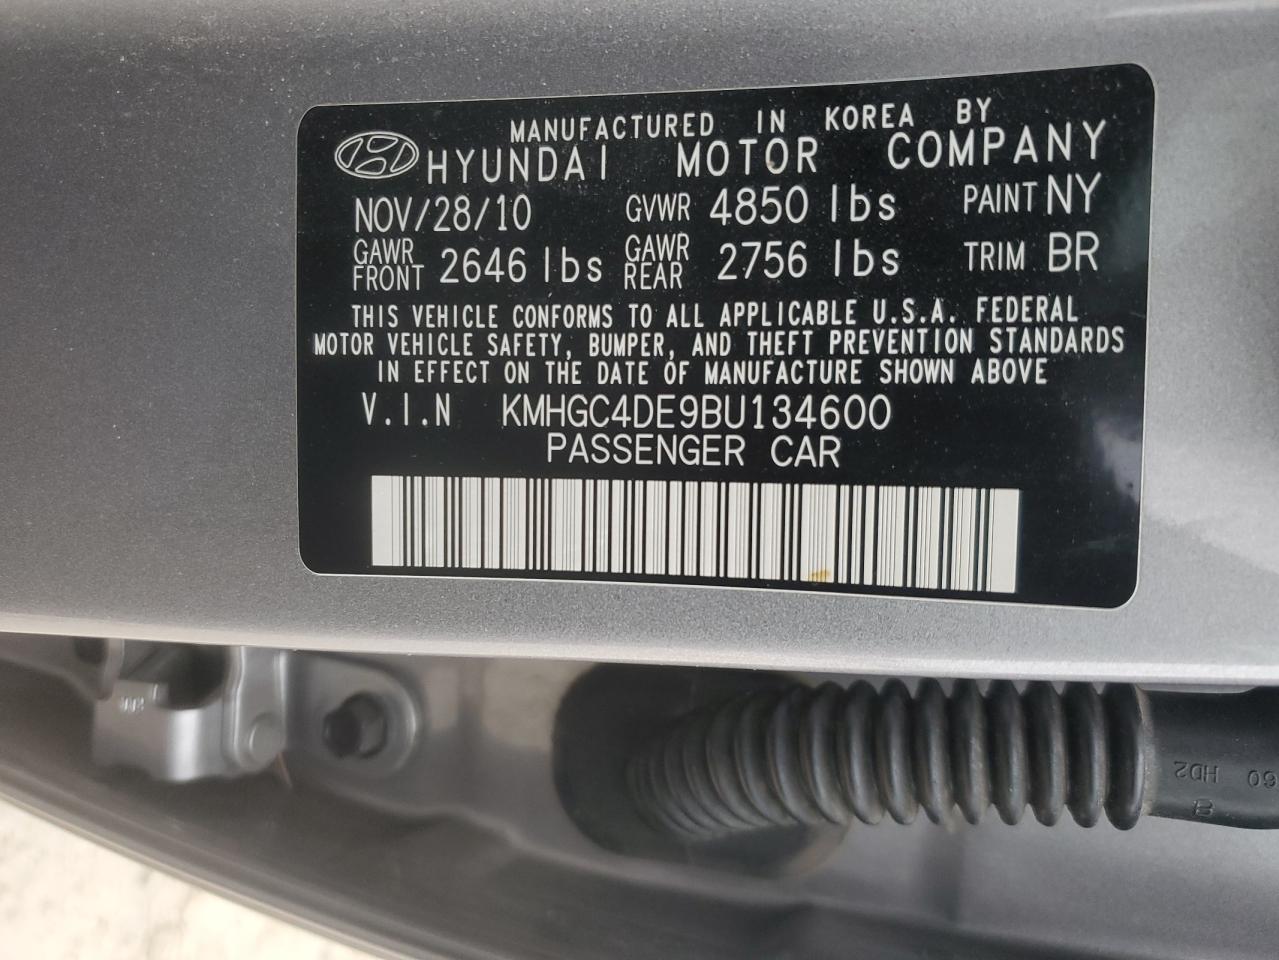 MANUFACTURED IN KOREA BY
HYUNDAI MOTOR COMPANY
NOV/28/10 GVWR 4850 lbs PAINT NY
GAWR FRONT 2646 lbs GAWR REAR 2756 lbs TRIM BR
THIS VEHICLE CONFORMS TO ALL APPLICABLE U.S.A. FEDERAL
MOTOR VEHICLE SAFETY, BUMPER, AND THEFT PREVENTION STANDARDS
IN EFFECT ON THE DATE OF MANUFACTURE SHOWN ABOVE
V.I.N KMHGC4DE9BU134600
PASSENGER CAR